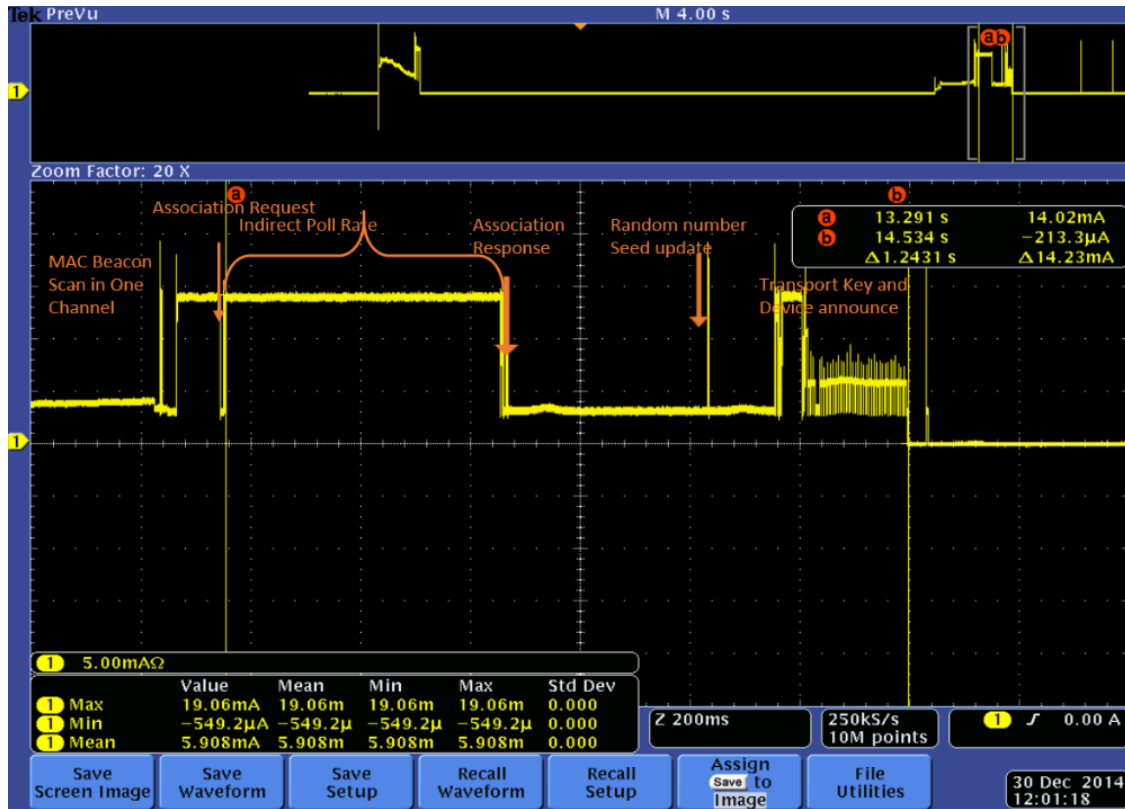 Tek PreVu M 4.00 s
a b
1
Zoom Factor: 20 X
a b
a 13.291 s 14.02mA
b 14.534 s −213.3µA
Δ1.2431 s Δ14.23mA
Association Request
Indirect Poll Rate
Association
Response
Random number
Seed update
MAC Beacon
Scan in One
Channel
Transport Key and
Device announce
1
1 5.00mAΩ
Value Mean Min Max Std Dev
1 Max 19.06mA 19.06m 19.06m 19.06m 0.000
1 Min −549.2µA −549.2µ −549.2µ −549.2µ 0.000
1 Mean 5.908mA 5.908m 5.908m 5.908m 0.000
Z 200ms
250kS/s
10M points
1 0.00 A
Save
Screen Image
Save
Waveform
Save
Setup
Recall
Waveform
Recall
Setup
Assign
Save to
Image
File
Utilities
30 Dec 2014
12:01:18